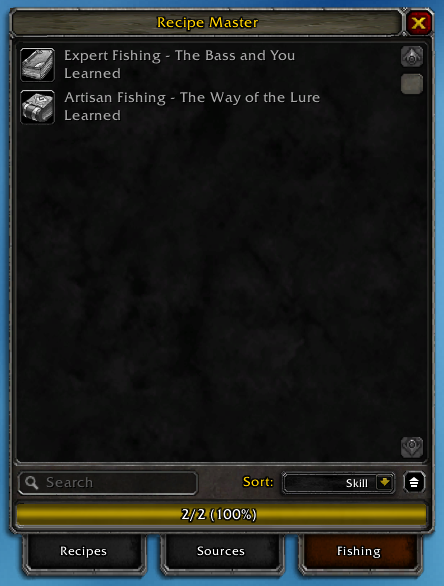 Recipe Master
Expert Fishing - The Bass and You
Learned
Artisan Fishing - The Way of the Lure
Learned
Search
Sort:
Skill
2/2 (100%)
Recipes
Sources
Fishing